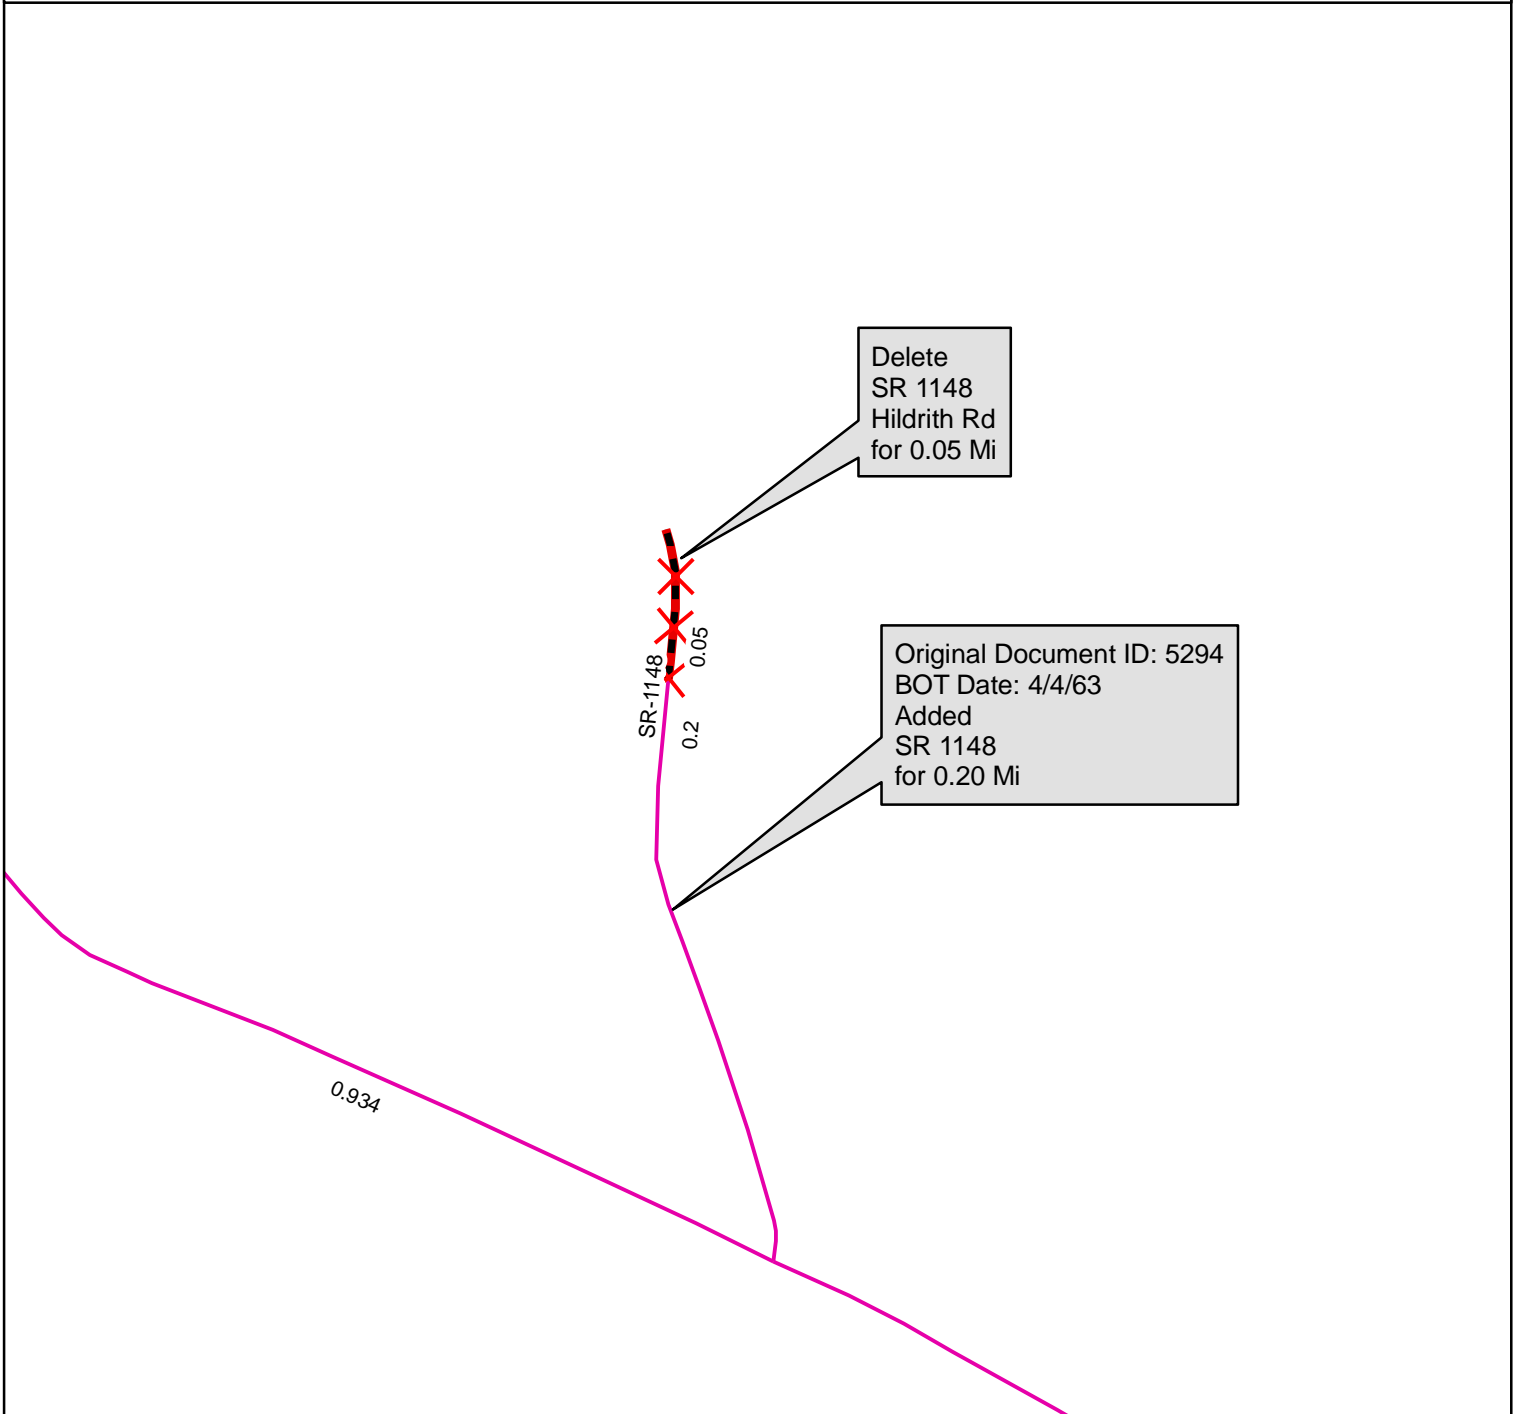 Delete
SR 1148
Hildrith Rd
for 0.05 Mi
0.05
SR-1148
0.2
Original Document ID: 5294
BOT Date: 4/4/63
Added
SR 1148
for 0.20 Mi
0.934